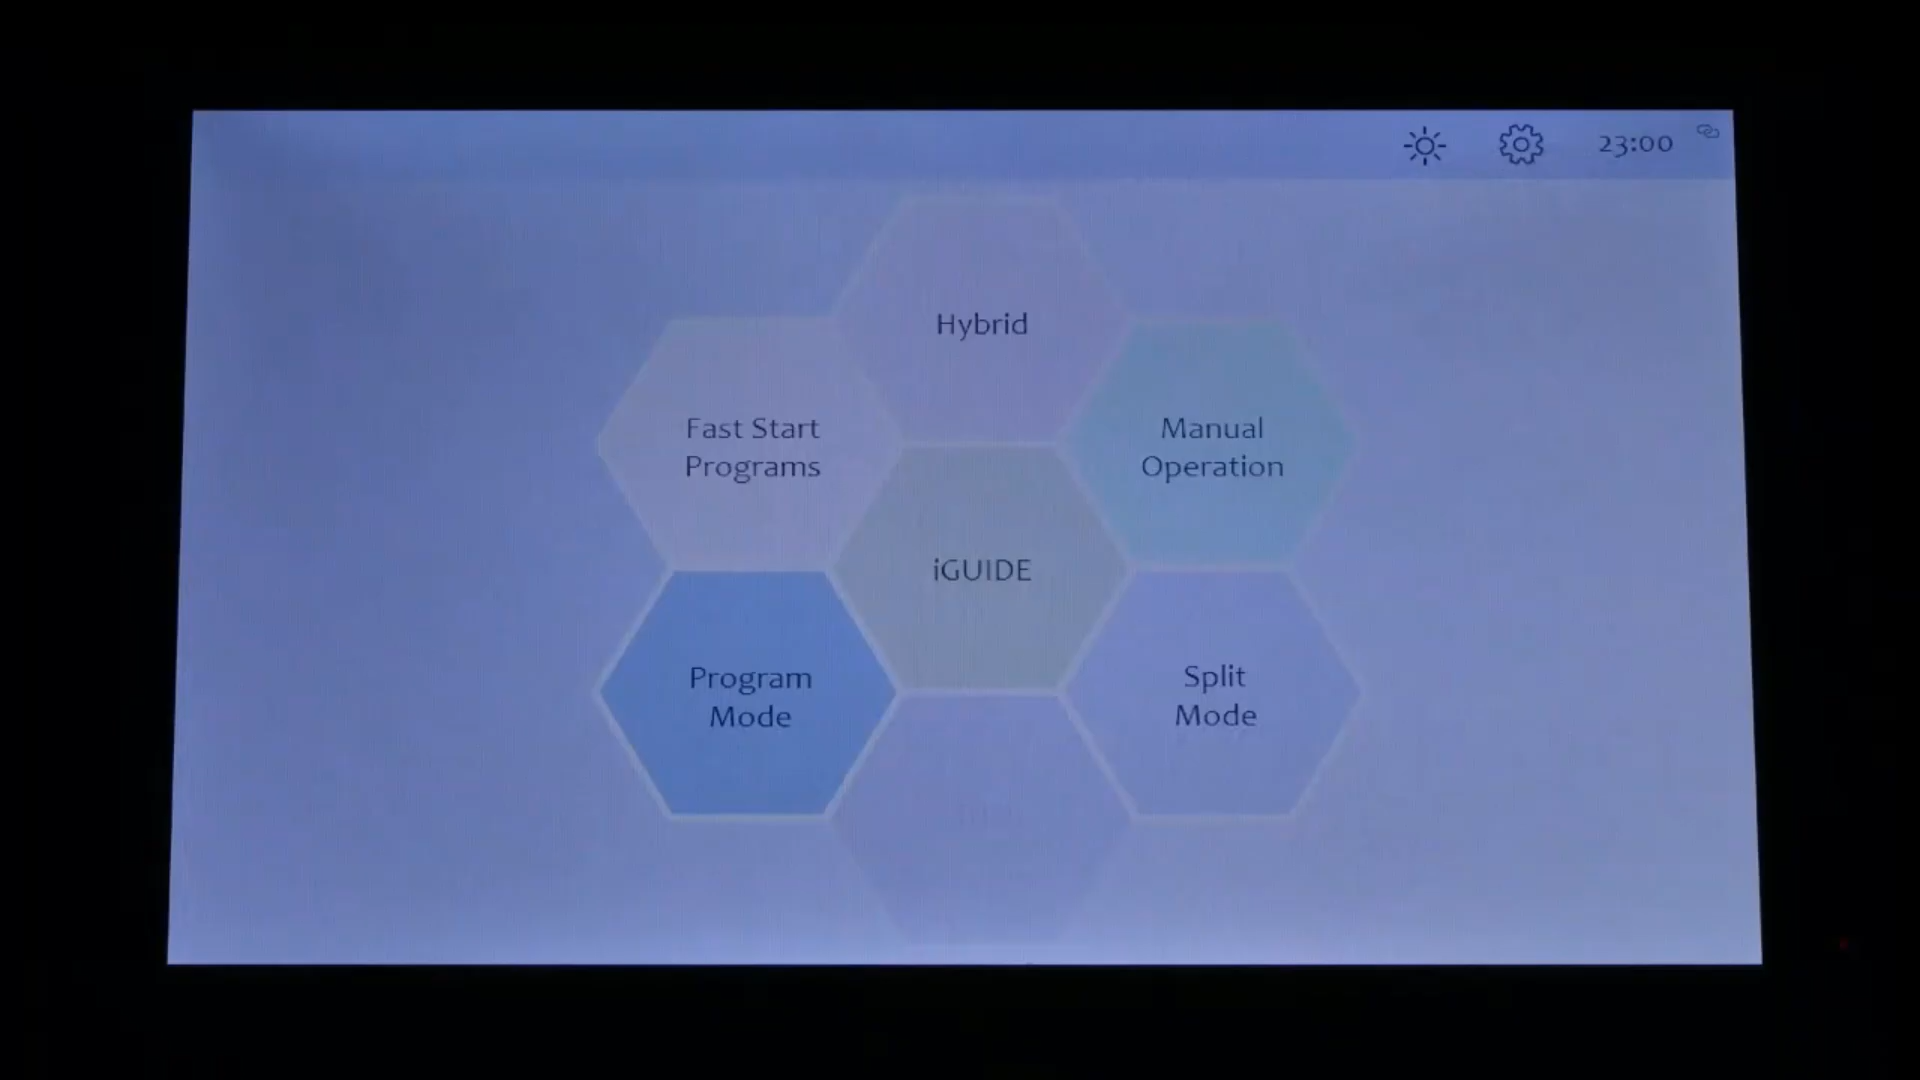 23:00
Hybrid
Fast Start
Programs
Manual
Operation
iGUIDE
Program
Mode
Split
Mode